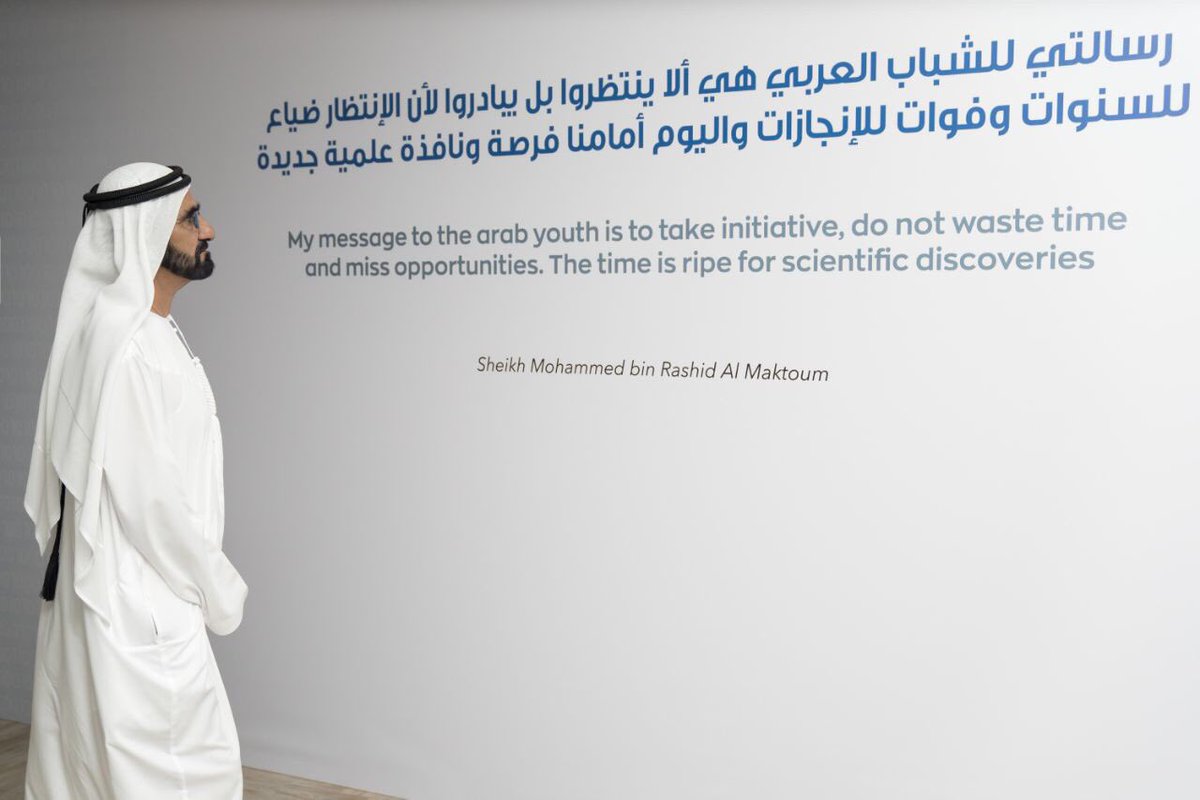 رسالتي للشباب العربي هي ألا ينتظروا بل يبادروا لأن الإنتظار ضياع
للسنوات وفوات للإنجازات واليوم أمامنا فرصة ونافذة علمية جديدة
My message to the arab youth is to take initiative, do not waste time
and miss opportunities. The time is ripe for scientific discoveries
Sheikh Mohammed bin Rashid Al Maktoum